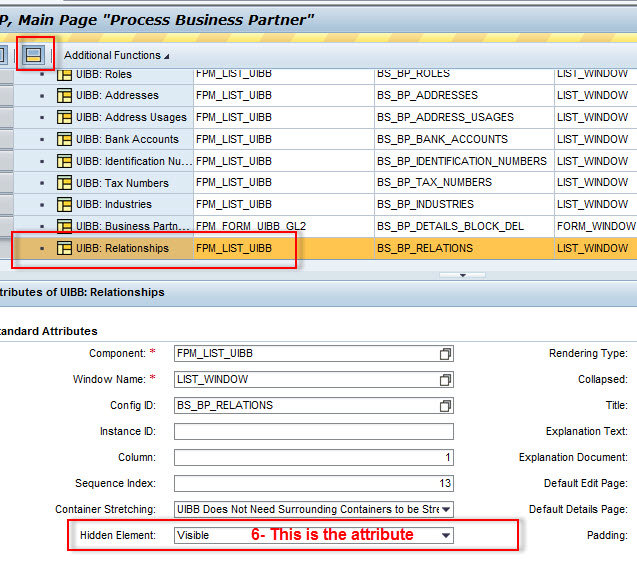 P, Main Page "Process Business Partner"
Additional Functions
UIBB: Roles FPM_LIST_UIBB BS_BP_ROLES LIST_WINDOW
UIBB: Addresses FPM_LIST_UIBB BS_BP_ADDRESSES LIST_WINDOW
UIBB: Address Usages FPM_LIST_UIBB BS_BP_ADDRESS_USAGES LIST_WINDOW
UIBB: Bank Accounts FPM_LIST_UIBB BS_BP_BANK_ACCOUNTS LIST_WINDOW
UIBB: Identification Nu... FPM_LIST_UIBB BS_BP_IDENTIFICATION_NUMBERS LIST_WINDOW
UIBB: Tax Numbers FPM_LIST_UIBB BS_BP_TAX_NUMBERS LIST_WINDOW
UIBB: Industries FPM_LIST_UIBB BS_BP_INDUSTRIES LIST_WINDOW
UIBB: Business Partn... FPM_FORM_UIBB_GL2 BS_BP_DETAILS_BLOCK_DEL FORM_WINDOW
UIBB: Relationships FPM_LIST_UIBB BS_BP_RELATIONS LIST_WINDOW
tributes of UIBB: Relationships
tandard Attributes
Component: * FPM_LIST_UIBB Rendering Type:
Window Name: * LIST_WINDOW Collapsed:
Config ID: BS_BP_RELATIONS Title:
Instance ID: Explanation Text:
Column: 1 Explanation Document:
Sequence Index: 13 Default Edit Page:
Container Stretching: UIBB Does Not Need Surrounding Containers to be Stre Default Details Page:
Hidden Element: Visible 6- This is the attribute Padding: